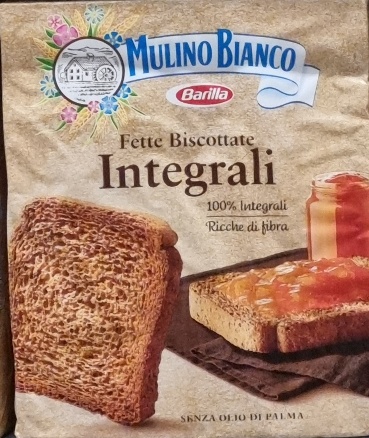 MULINO BIANCO
Barilla
Fette Biscottate
Integrali
100% Integrali
Ricche di fibra
SENZA OLIO DI PALMA